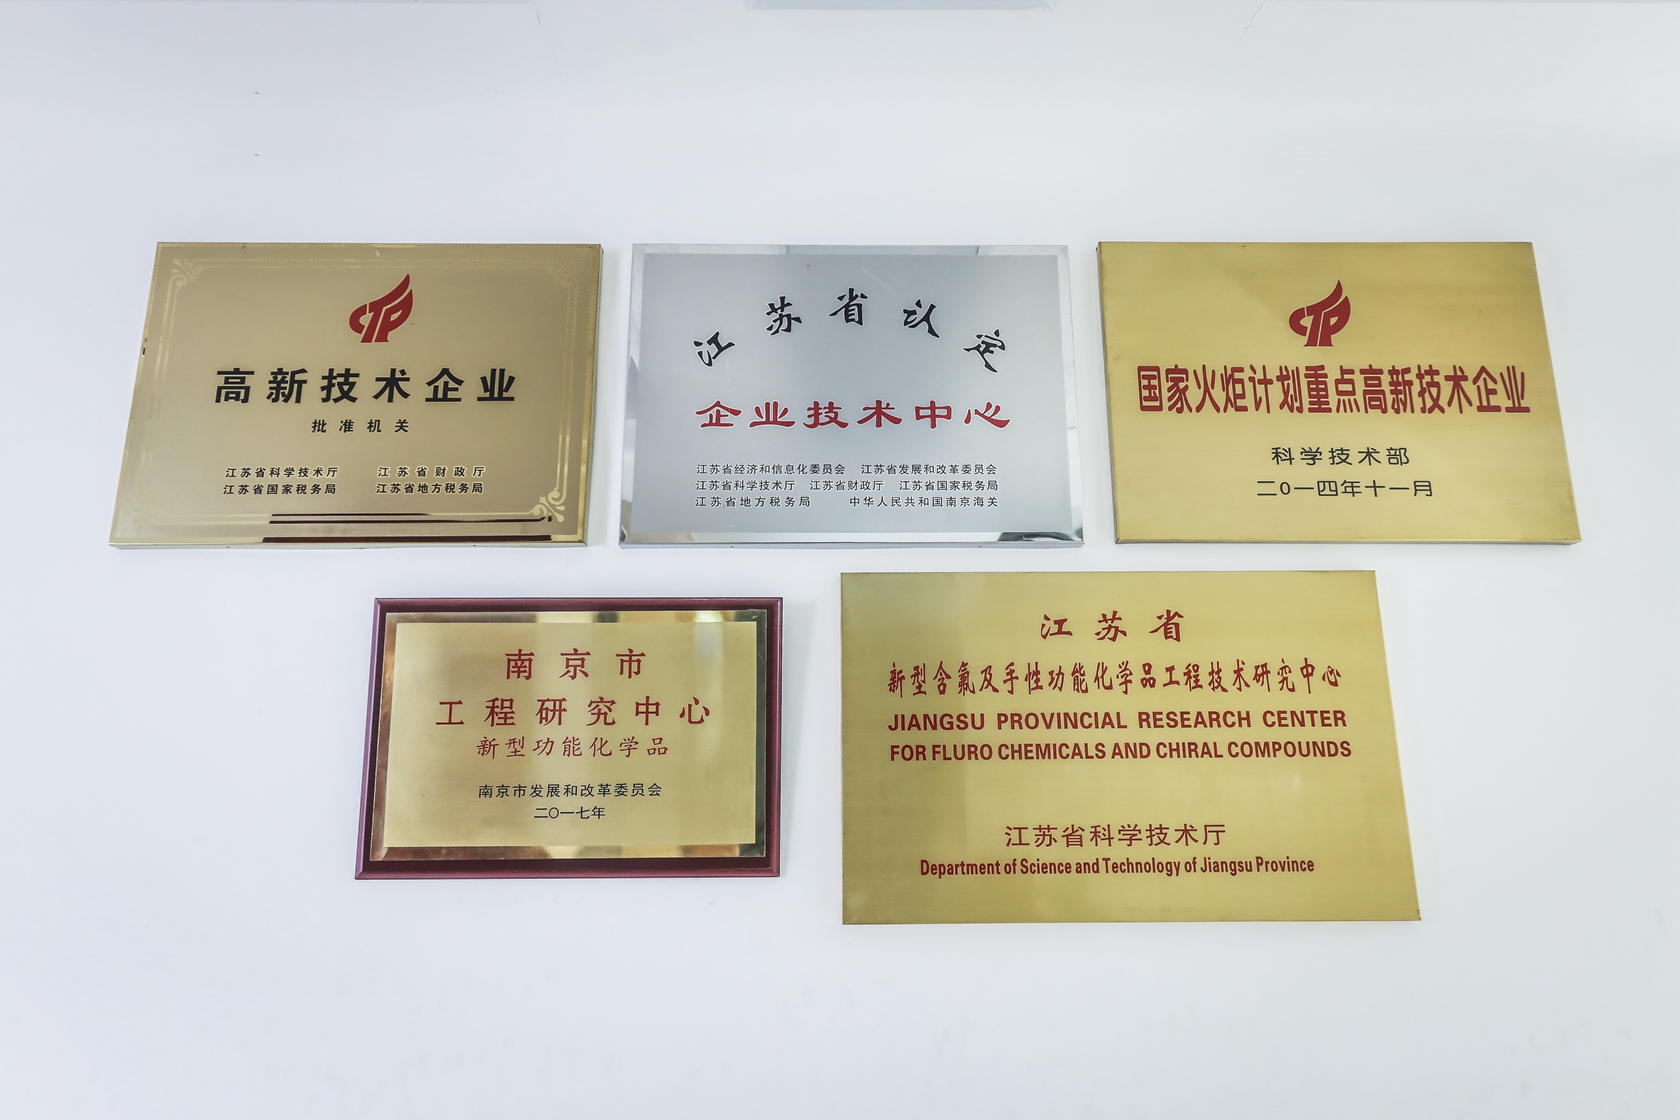 高新技术企业
批准机关
江苏省科学技术厅 江苏省财政厅
江苏省国家税务局 江苏省地方税务局
江苏省认定
企业技术中心
江苏省经济和信息化委员会 江苏省发展和改革委员会
江苏省科学技术厅 江苏省财政厅 江苏省国家税务局
江苏省地方税务局 中华人民共和国南京海关
国家火炬计划重点高新技术企业
科学技术部
二0一四年十一月
南京市
工程研究中心
新型功能化学品
南京市发展和改革委员会
二〇一七年
江苏省
新型含氟及手性功能化学品工程技术研究中心
JIANGSU PROVINCIAL RESEARCH CENTER
FOR FLURO CHEMICALS AND CHIRAL COMPOUNDS
江苏省科学技术厅
Department of Science and Technology of Jiangsu Province